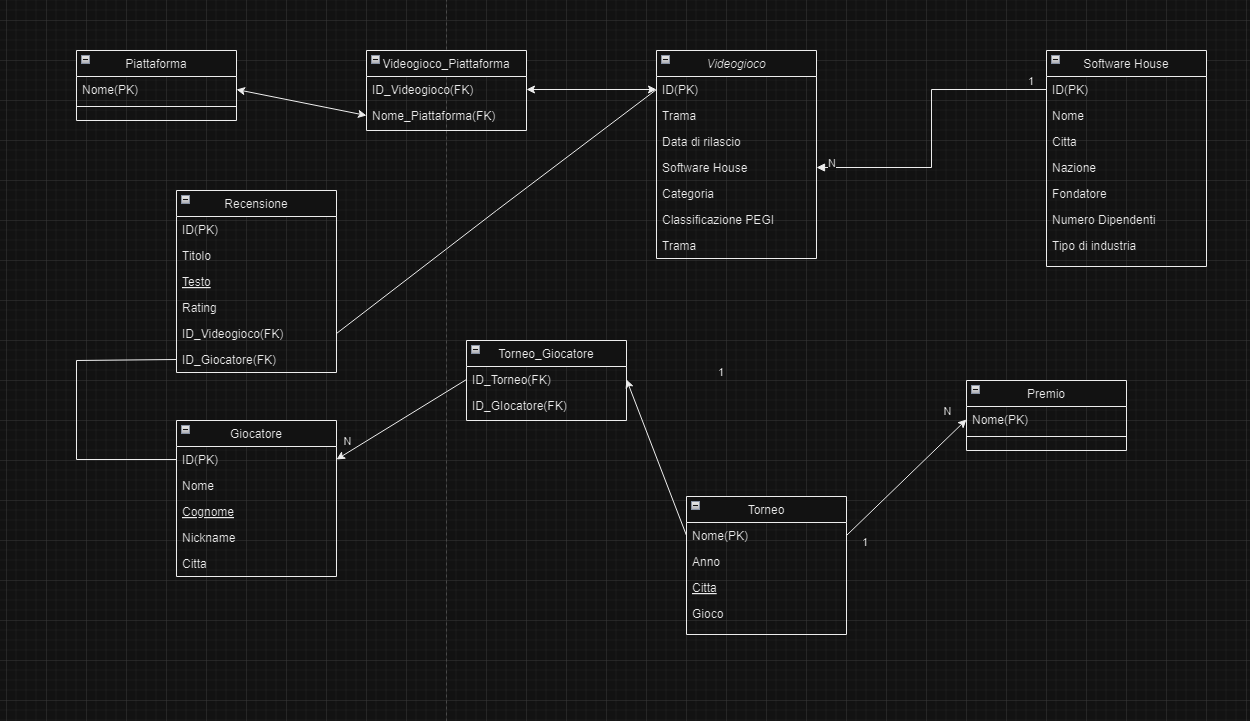 Piattaforma
Nome(PK)
Videogioco_Piattaforma
ID_Videogioco(FK)
Nome_Piattaforma(FK)
Videogioco
ID(PK)
Trama
Data di rilascio
Software House
Categoria
Classificazione PEGI
Trama
N
1
Software House
ID(PK)
Nome
Citta
Nazione
Fondatore
Numero Dipendenti
Tipo di industria
Recensione
ID(PK)
Titolo
Testo
Rating
ID_Videogioco(FK)
ID_Giocatore(FK)
Torneo_Giocatore
ID_Torneo(FK)
ID_GIocatore(FK)
1
Giocatore
ID(PK)
Nome
Cognome
Nickname
Citta
N
Torneo
Nome(PK)
Anno
Citta
Gioco
1
N
Premio
Nome(PK)